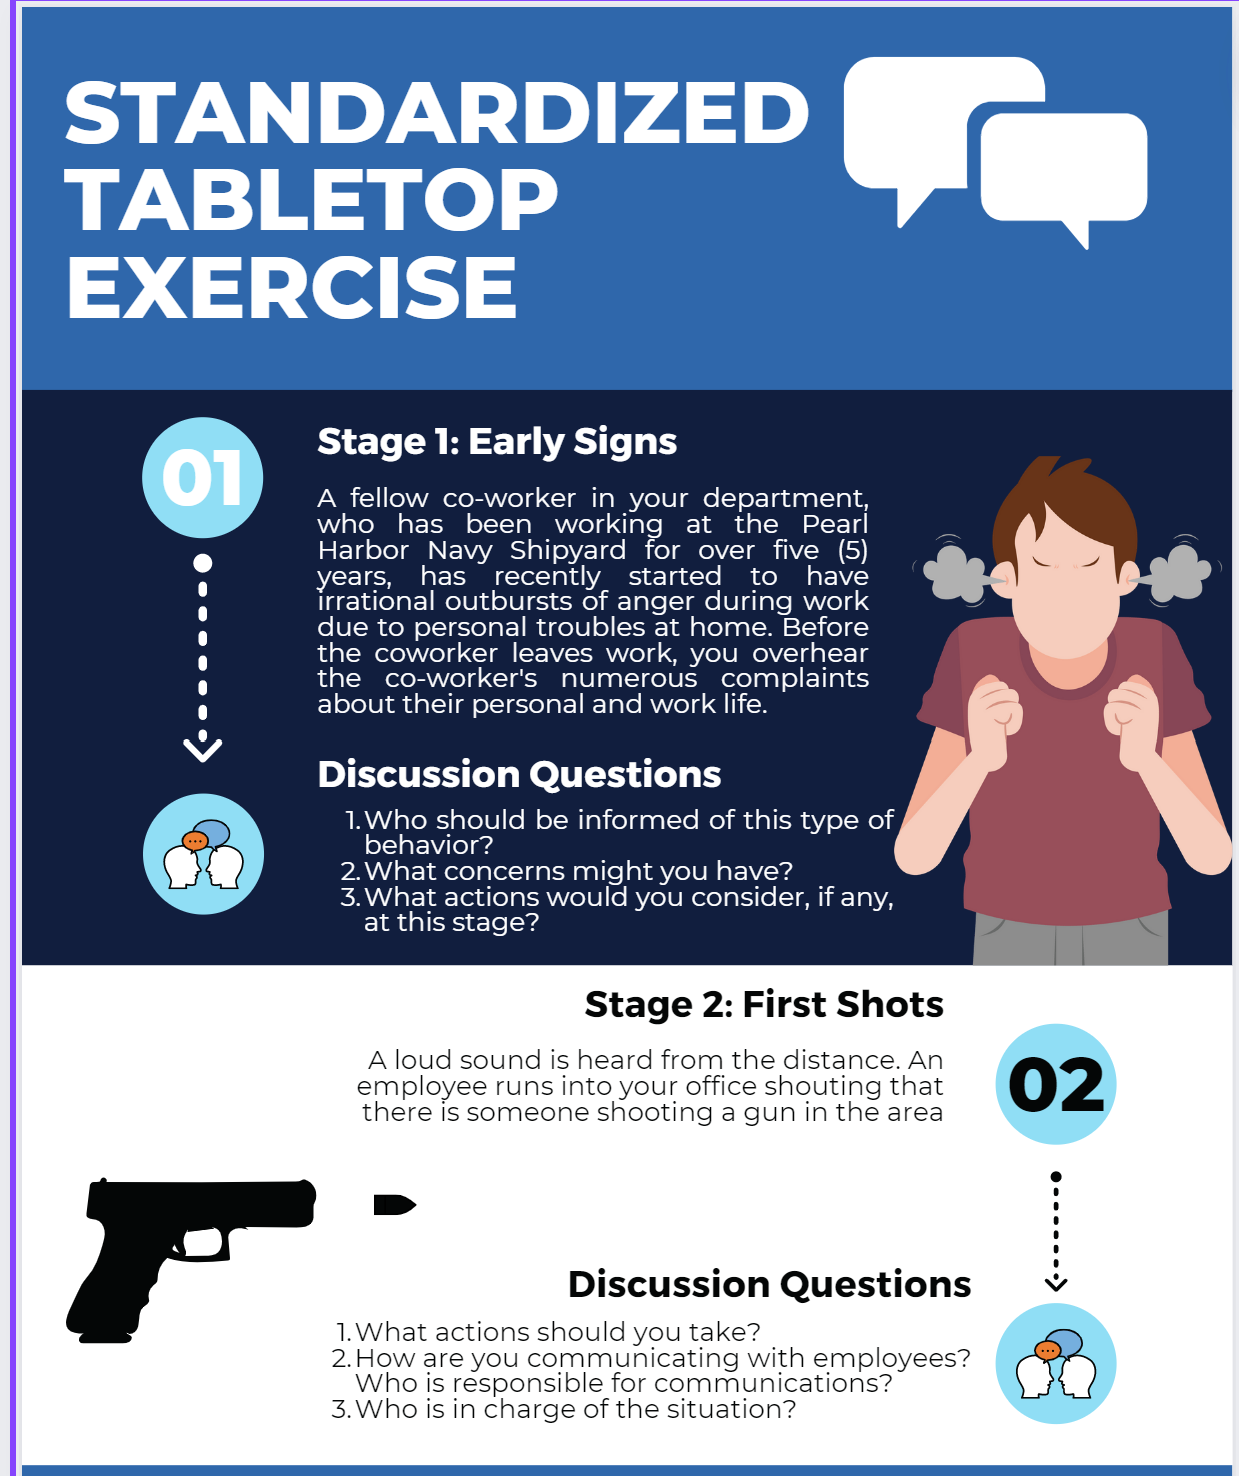 STANDARDIZED
TABLETOP
EXERCISE
01
Stage 1: Early Signs
A fellow co-worker in your department,
who has been working at the Pearl
Harbor Navy Shipyard for over five (5)
years, has recently started to have
irrational outbursts of anger during work
due to personal troubles at home. Before
the coworker leaves work, you overhear
the co-worker's numerous complaints
about their personal and work life.
Discussion Questions
1. Who should be informed of this type of
behavior?
2. What concerns might you have?
3. What actions would you consider, if any,
at this stage?
Stage 2: First Shots
02
A loud sound is heard from the distance. An
employee runs into your office shouting that
there is someone shooting a gun in the area
Discussion Questions
1. What actions should you take?
2. How are you communicating with employees?
Who is responsible for communications?
3. Who is in charge of the situation?